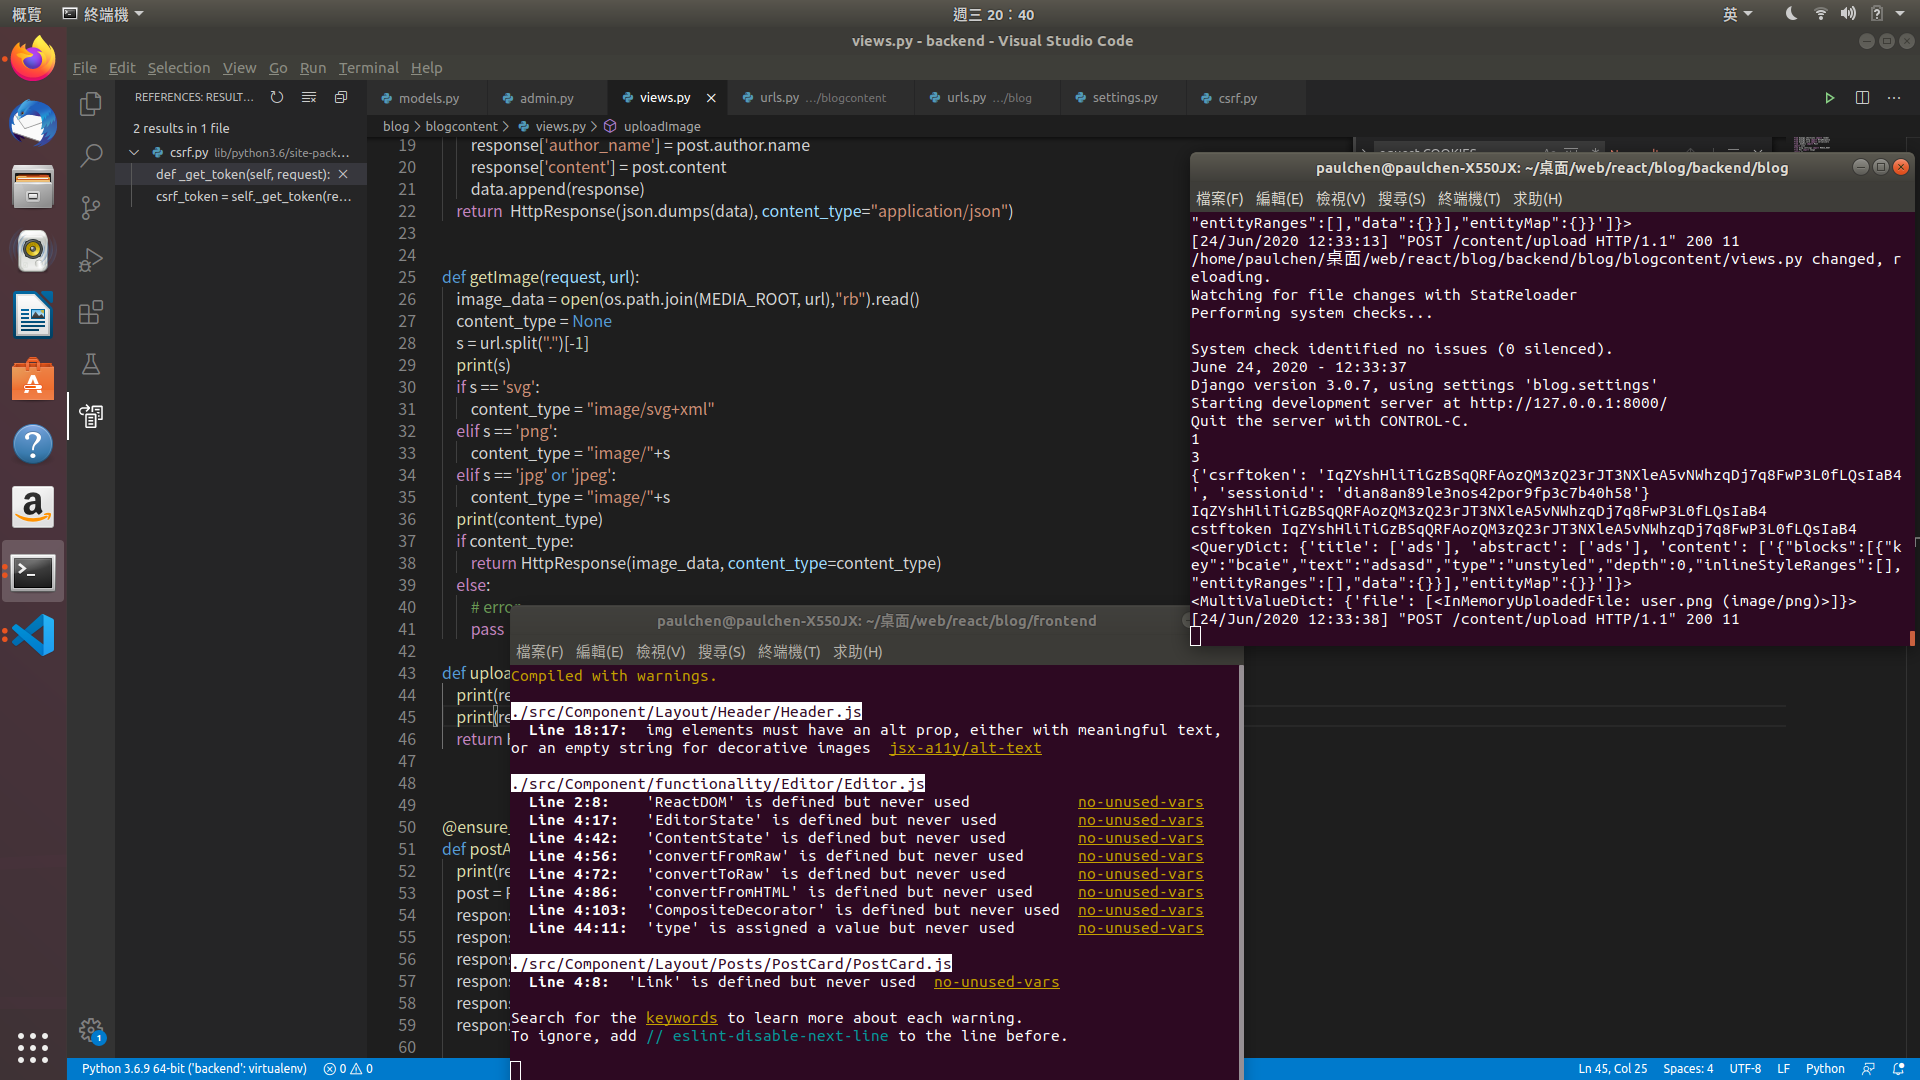 概覽 終端機 週三 20：40 英
views.py - backend - Visual Studio Code
File Edit Selection View Go Run Terminal Help
REFERENCES: RESULT...
2 results in 1 file
csrf.py lib/python3.6/site-pack...
def _get_token(self, request):
csrf_token = self._get_token(re...
models.py admin.py views.py urls.py .../blogcontent urls.py .../blog settings.py csrf.py
blog > blogcontent > views.py > uploadImage
19 response['author_name'] = post.author.name
20 response['content'] = post.content
21 data.append(response)
22 return HttpResponse(json.dumps(data), content_type="application/json")
23
24
25 def getImage(request, url):
26 image_data = open(os.path.join(MEDIA_ROOT, url),"rb").read()
27 content_type = None
28 s = url.split(".")[-1]
29 print(s)
30 if s == 'svg':
31 content_type = "image/svg+xml"
32 elif s == 'png':
33 content_type = "image/"+s
34 elif s == 'jpg' or 'jpeg':
35 content_type = "image/"+s
36 print(content_type)
37 if content_type:
38 return HttpResponse(image_data, content_type=content_type)
39 else:
40 # error
41 pass
42
43 def uploa
44 print(re
45 print(re
46 return H
47
48
49
50 @ensure_
51 def postA
52 print(re
53 post = P
54 respon
55 respon
56 respon
57 respon
58 respon
59 respon
60
paulchen@paulchen-X550JX: ~/桌面/web/react/blog/backend/blog
檔案(F) 編輯(E) 檢視(V) 搜尋(S) 終端機(T) 求助(H)
"entityRanges":[],"data":{}}],"entityMap":{}}']}>
[24/Jun/2020 12:33:13] "POST /content/upload HTTP/1.1" 200 11
/home/paulchen/桌面/web/react/blog/backend/blog/blogcontent/views.py changed, r
eloading.
Watching for file changes with StatReloader
Performing system checks...
System check identified no issues (0 silenced).
June 24, 2020 - 12:33:37
Django version 3.0.7, using settings 'blog.settings'
Starting development server at http://127.0.0.1:8000/
Quit the server with CONTROL-C.
1
3
{'csrftoken': 'IqZYshHliTiGzBSqQRFAozQM3zQ23rJT3NXleA5vNWhzqDj7q8FwP3L0fLQsIaB4
', 'sessionid': 'dian8an89le3nos42por9fp3c7b40h58'}
IqZYshHliTiGzBSqQRFAozQM3zQ23rJT3NXleA5vNWhzqDj7q8FwP3L0fLQsIaB4
cstftoken IqZYshHliTiGzBSqQRFAozQM3zQ23rJT3NXleA5vNWhzqDj7q8FwP3L0fLQsIaB4
<QueryDict: {'title': ['ads'], 'abstract': ['ads'], 'content': ['{"blocks":[{"k
ey":"bcaie","text":"adsasd","type":"unstyled","depth":0,"inlineStyleRanges":[],
"entityRanges":[],"data":{}}],"entityMap":{}}']}>
<MultiValueDict: {'file': [<InMemoryUploadedFile: user.png (image/png)>]}>
[24/Jun/2020 12:33:38] "POST /content/upload HTTP/1.1" 200 11
paulchen@paulchen-X550JX: ~/桌面/web/react/blog/frontend
檔案(F) 編輯(E) 檢視(V) 搜尋(S) 終端機(T) 求助(H)
Compiled with warnings.
./src/Component/Layout/Header/Header.js
Line 18:17: img elements must have an alt prop, either with meaningful text,
or an empty string for decorative images jsx-a11y/alt-text
./src/Component/functionality/Editor/Editor.js
Line 2:8: 'ReactDOM' is defined but never used no-unused-vars
Line 4:17: 'EditorState' is defined but never used no-unused-vars
Line 4:42: 'ContentState' is defined but never used no-unused-vars
Line 4:56: 'convertFromRaw' is defined but never used no-unused-vars
Line 4:72: 'convertToRaw' is defined but never used no-unused-vars
Line 4:86: 'convertFromHTML' is defined but never used no-unused-vars
Line 4:103: 'CompositeDecorator' is defined but never used no-unused-vars
Line 44:11: 'type' is assigned a value but never used no-unused-vars
./src/Component/Layout/Posts/PostCard/PostCard.js
Line 4:8: 'Link' is defined but never used no-unused-vars
Search for the keywords to learn more about each warning.
To ignore, add // eslint-disable-next-line to the line before.
1
Python 3.6.9 64-bit ('backend': virtualenv) 0 0 Ln 45, Col 25 Spaces: 4 UTF-8 LF Python